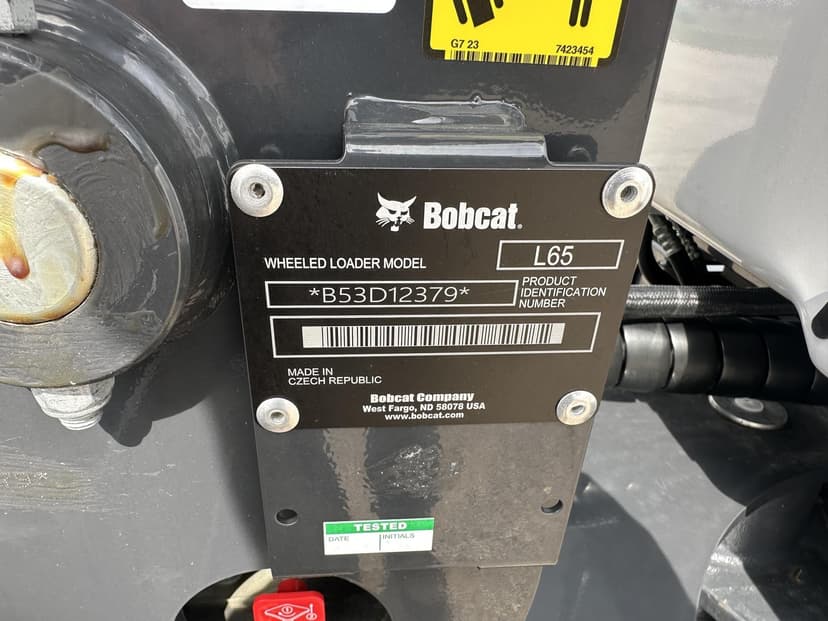 G7 23 7423454
Bobcat®
WHEELED LOADER MODEL L65
*B53D12379* PRODUCT IDENTIFICATION NUMBER
MADE IN
CZECH REPUBLIC
Bobcat Company
West Fargo, ND 58078 USA
www.bobcat.com
TESTED
DATE INITIALS